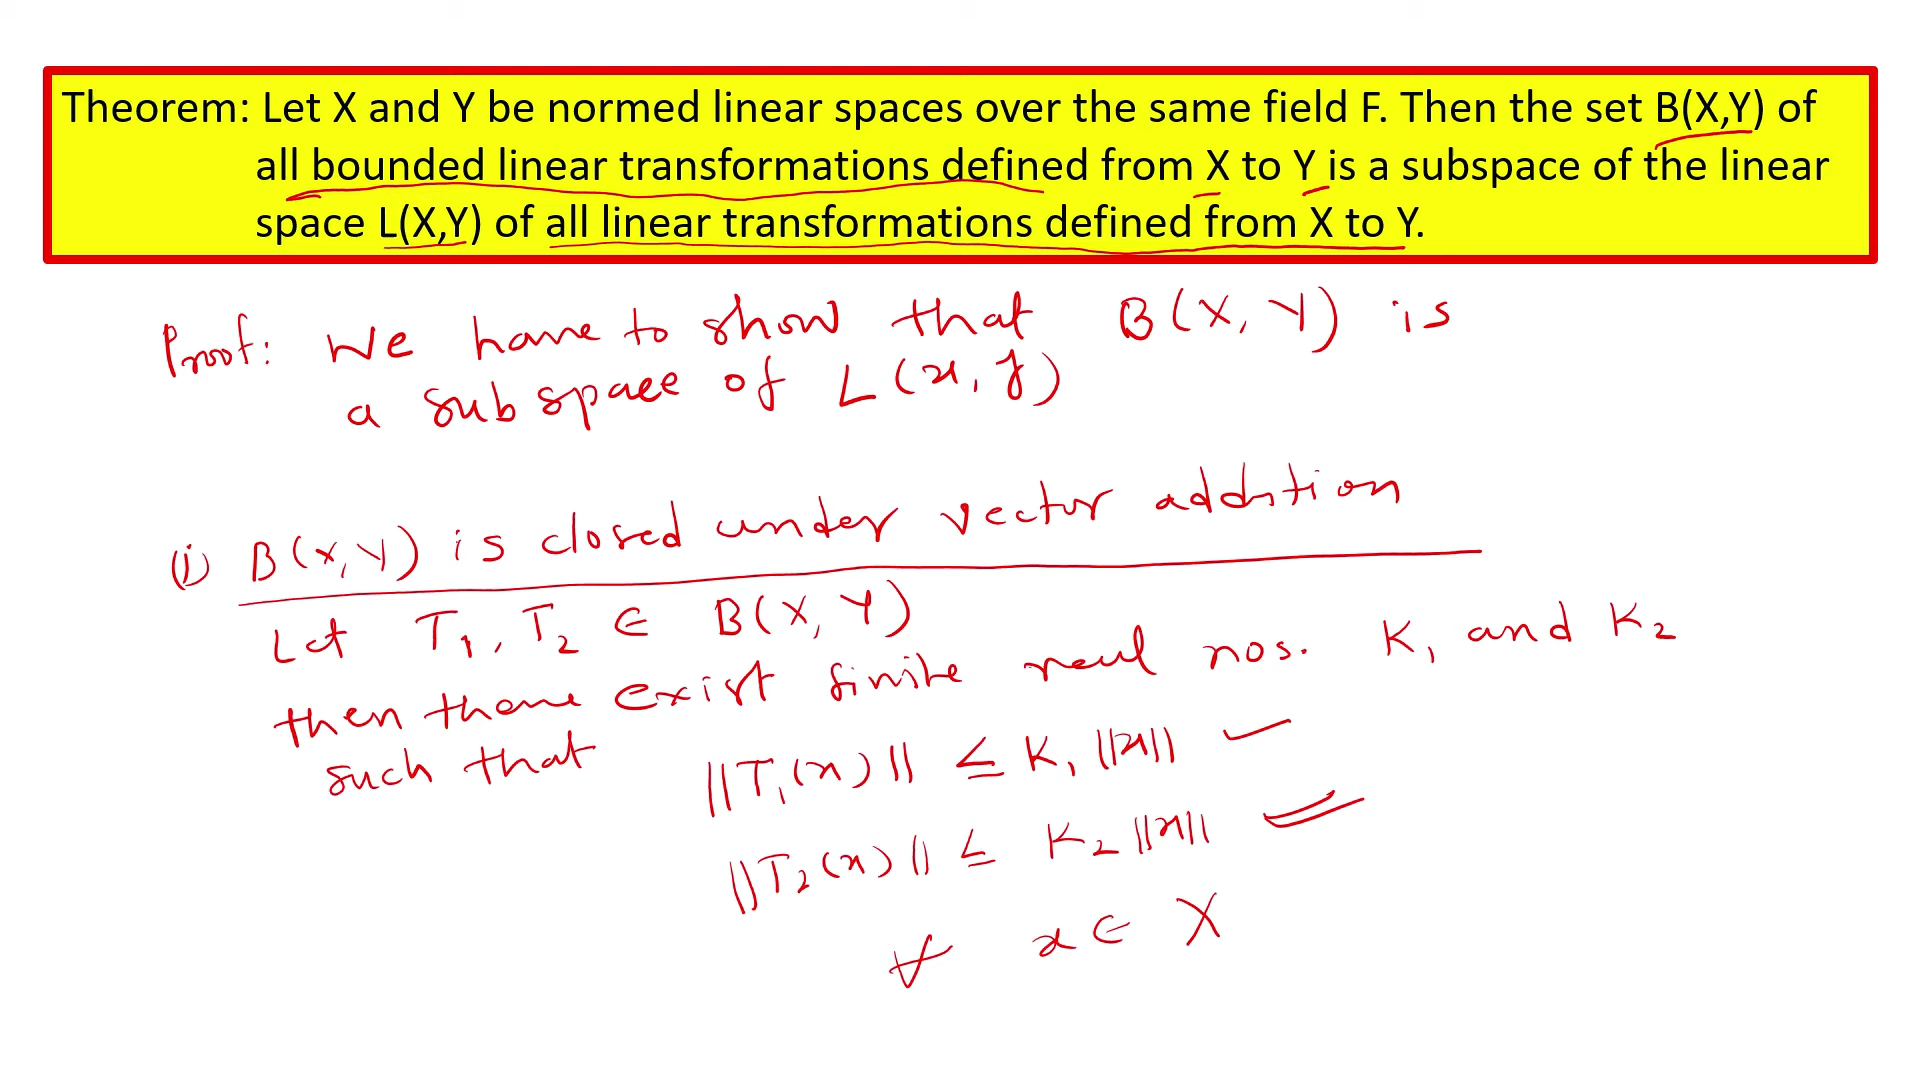 Theorem: Let X and Y be normed linear spaces over the same field F. Then the set B(X,Y) of
all bounded linear transformations defined from X to Y is a subspace of the linear
space L(X,Y) of all linear transformations defined from X to Y.
Proof: We have to show that B(X, Y) is
a subspace of L(x, y)
(i) B(X, Y) is closed under vector addition
Let T₁, T₂ ∈ B(X, Y)
then there exist finite real nos. K₁ and K₂
such that
||T₁(x)|| ≤ K₁ ||x||
||T₂(x)|| ≤ K₂ ||x||
∀ x ∈ X